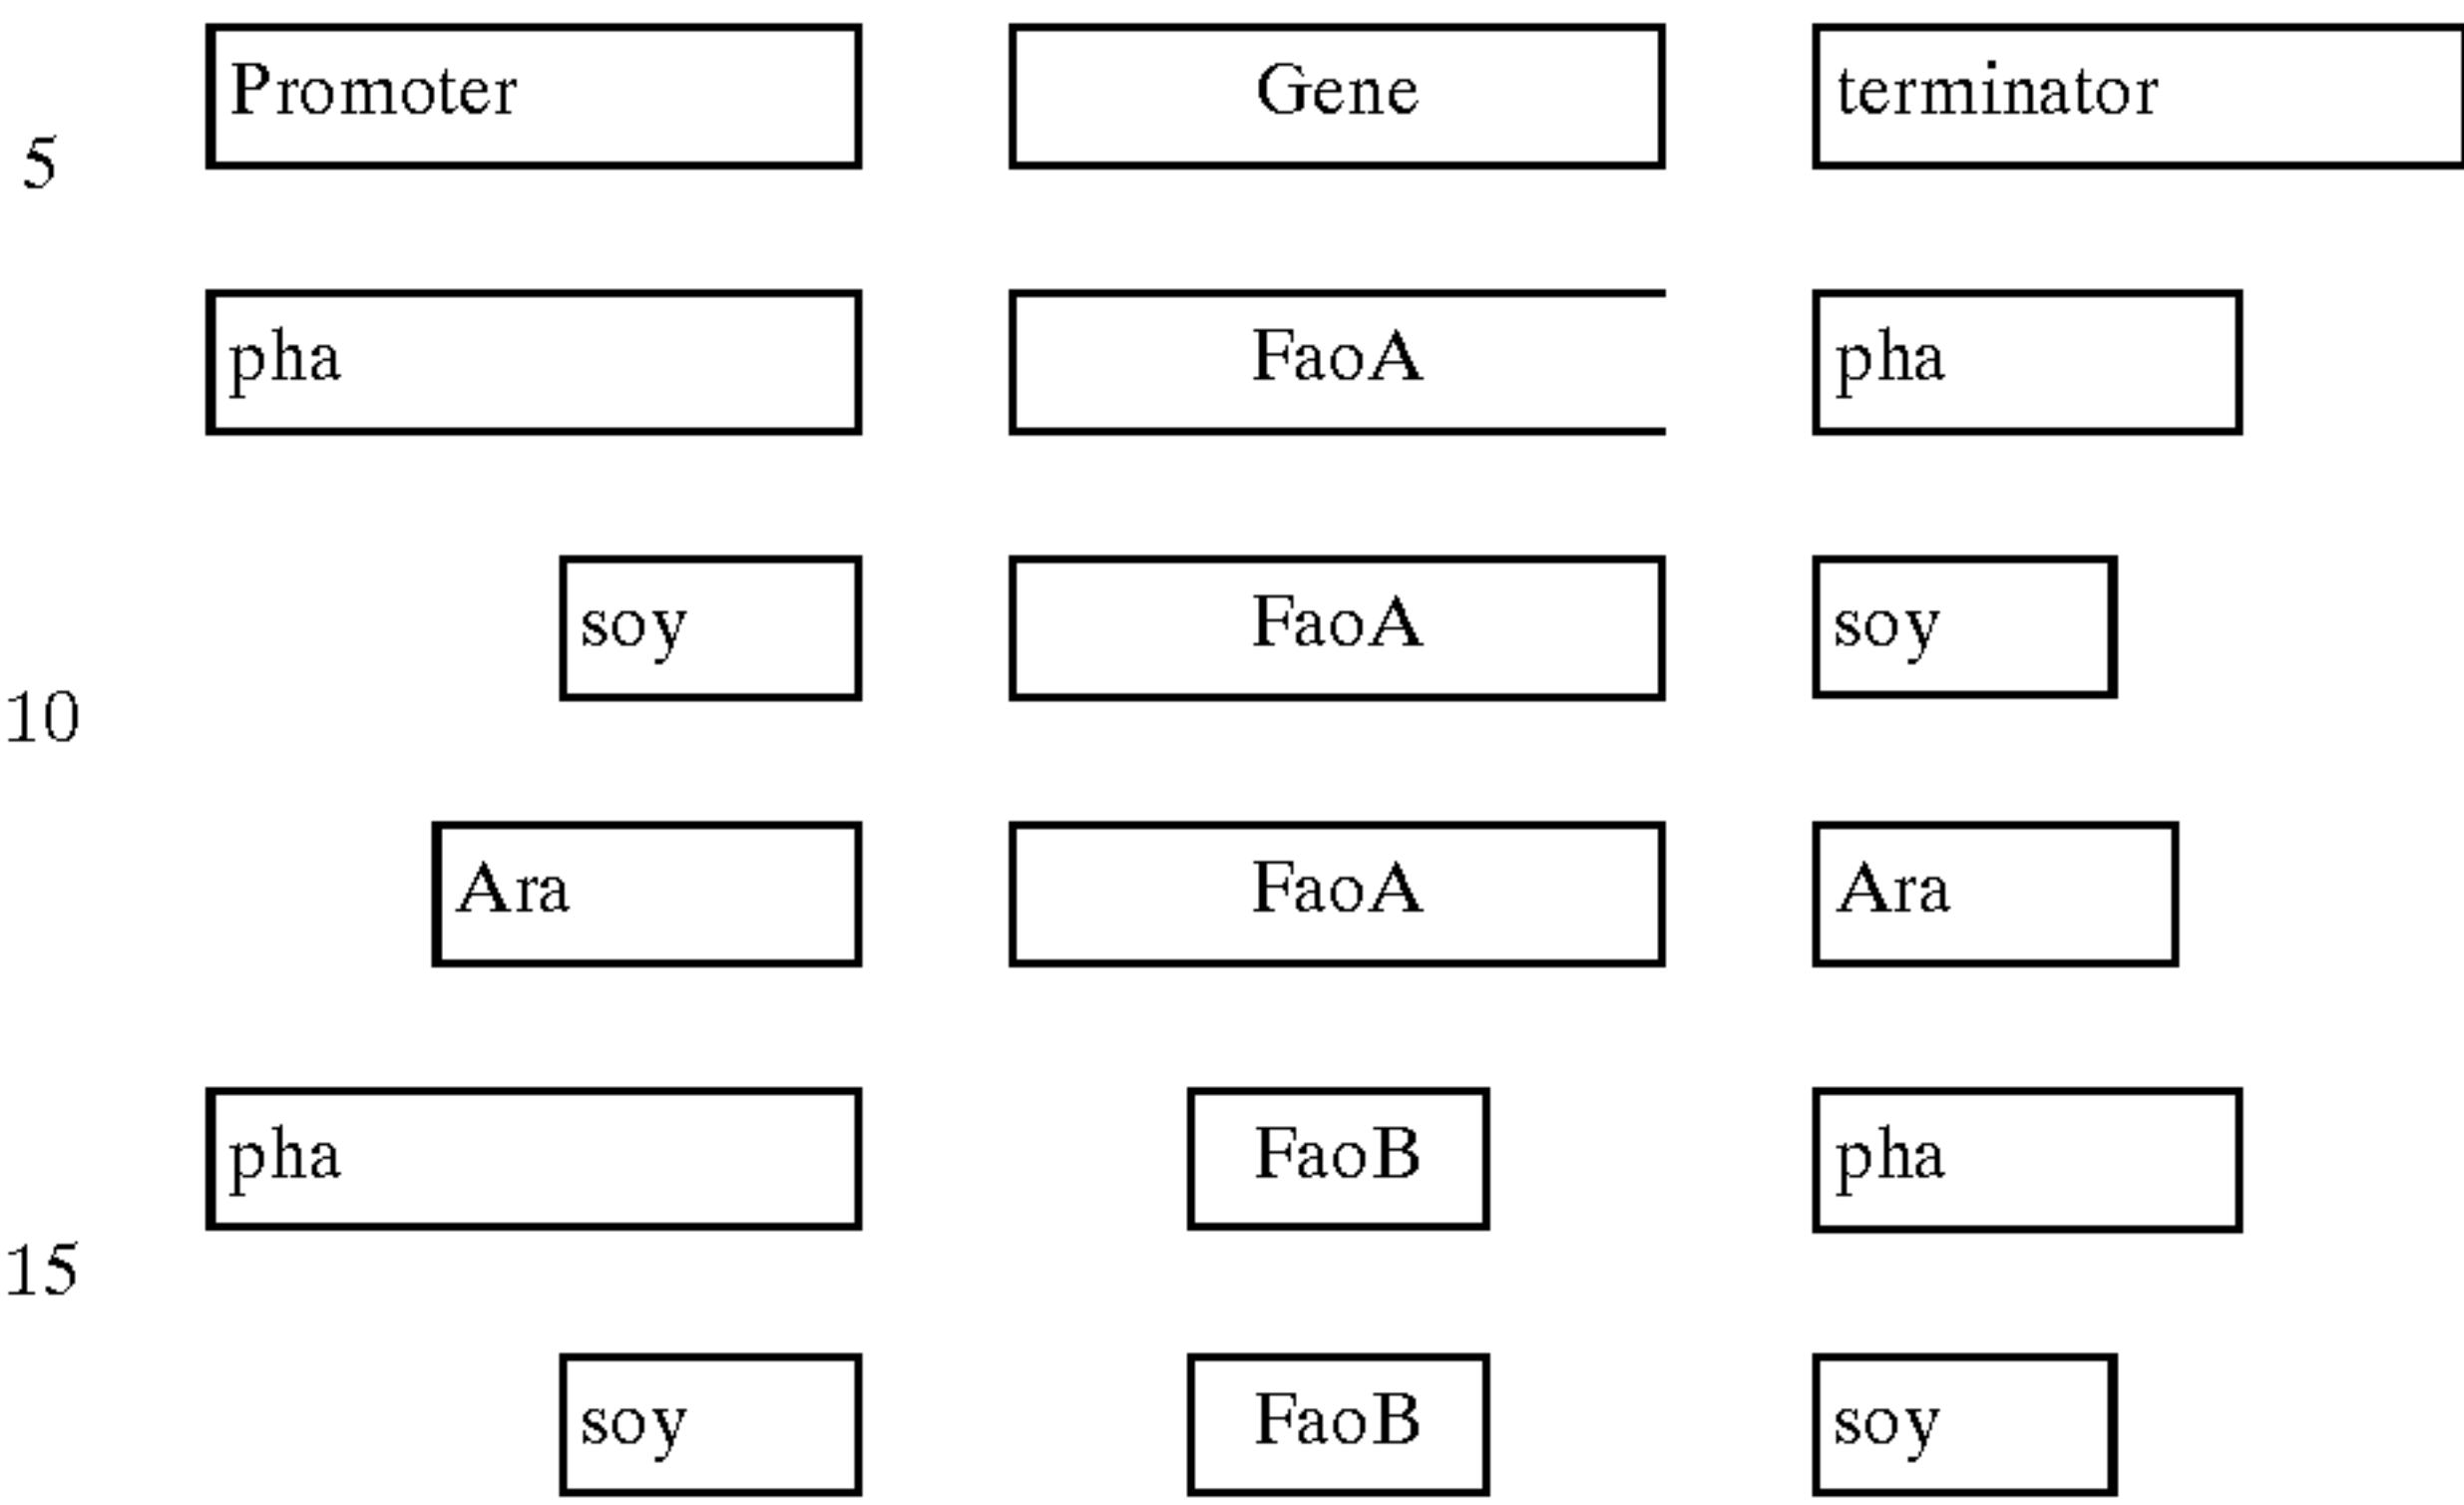 Promoter Gene terminator
5
pha FaoA pha
soy FaoA soy
10
Ara FaoA Ara
pha FaoB pha
15
soy FaoB soy